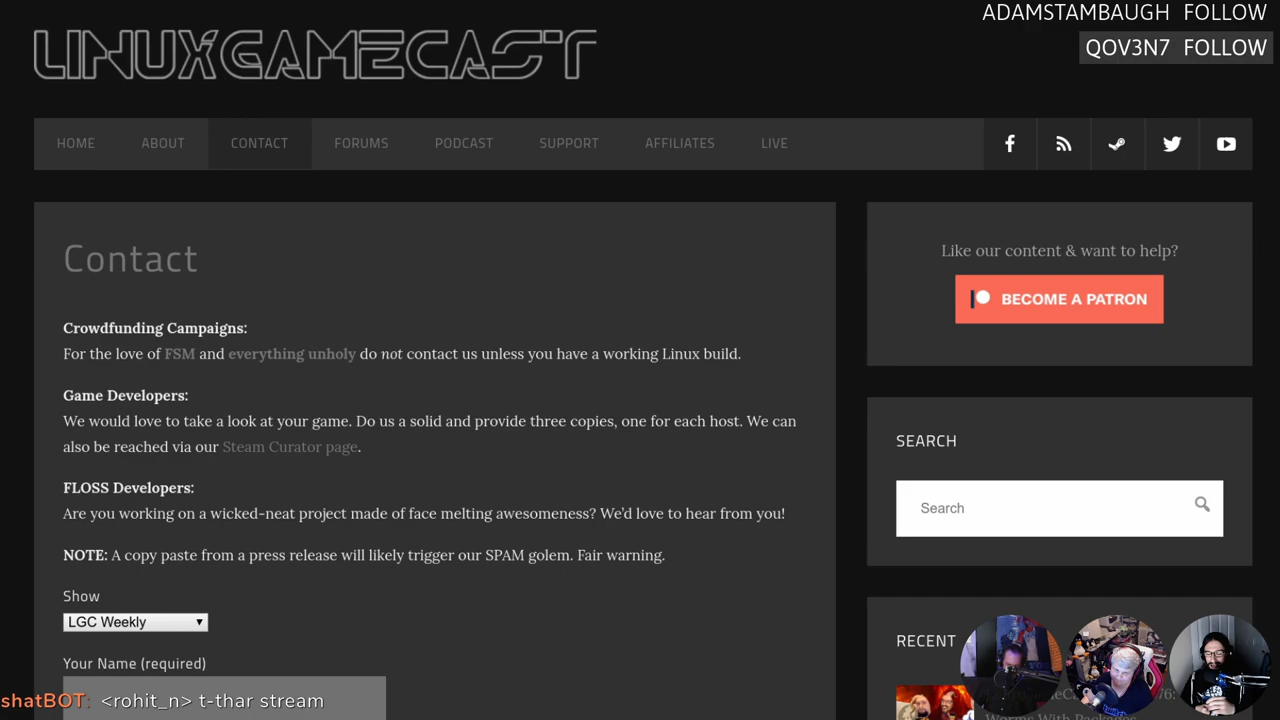 ADAMSTAMBAUGH FOLLOW
QOV3N7 FOLLOW
LINUXGAMECAST
HOME ABOUT CONTACT FORUMS PODCAST SUPPORT AFFILIATES LIVE
Contact
Crowdfunding Campaigns:
For the love of FSM and everything unholy do not contact us unless you have a working Linux build.
Game Developers:
We would love to take a look at your game. Do us a solid and provide three copies, one for each host. We can
also be reached via our Steam Curator page.
FLOSS Developers:
Are you working on a wicked-neat project made of face melting awesomeness? We'd love to hear from you!
NOTE: A copy paste from a press release will likely trigger our SPAM golem. Fair warning.
Show
LGC Weekly
Your Name (required)
shatBOT: <rohit_n> t-thar stream
Like our content & want to help?
BECOME A PATRON
SEARCH
Search
RECENT